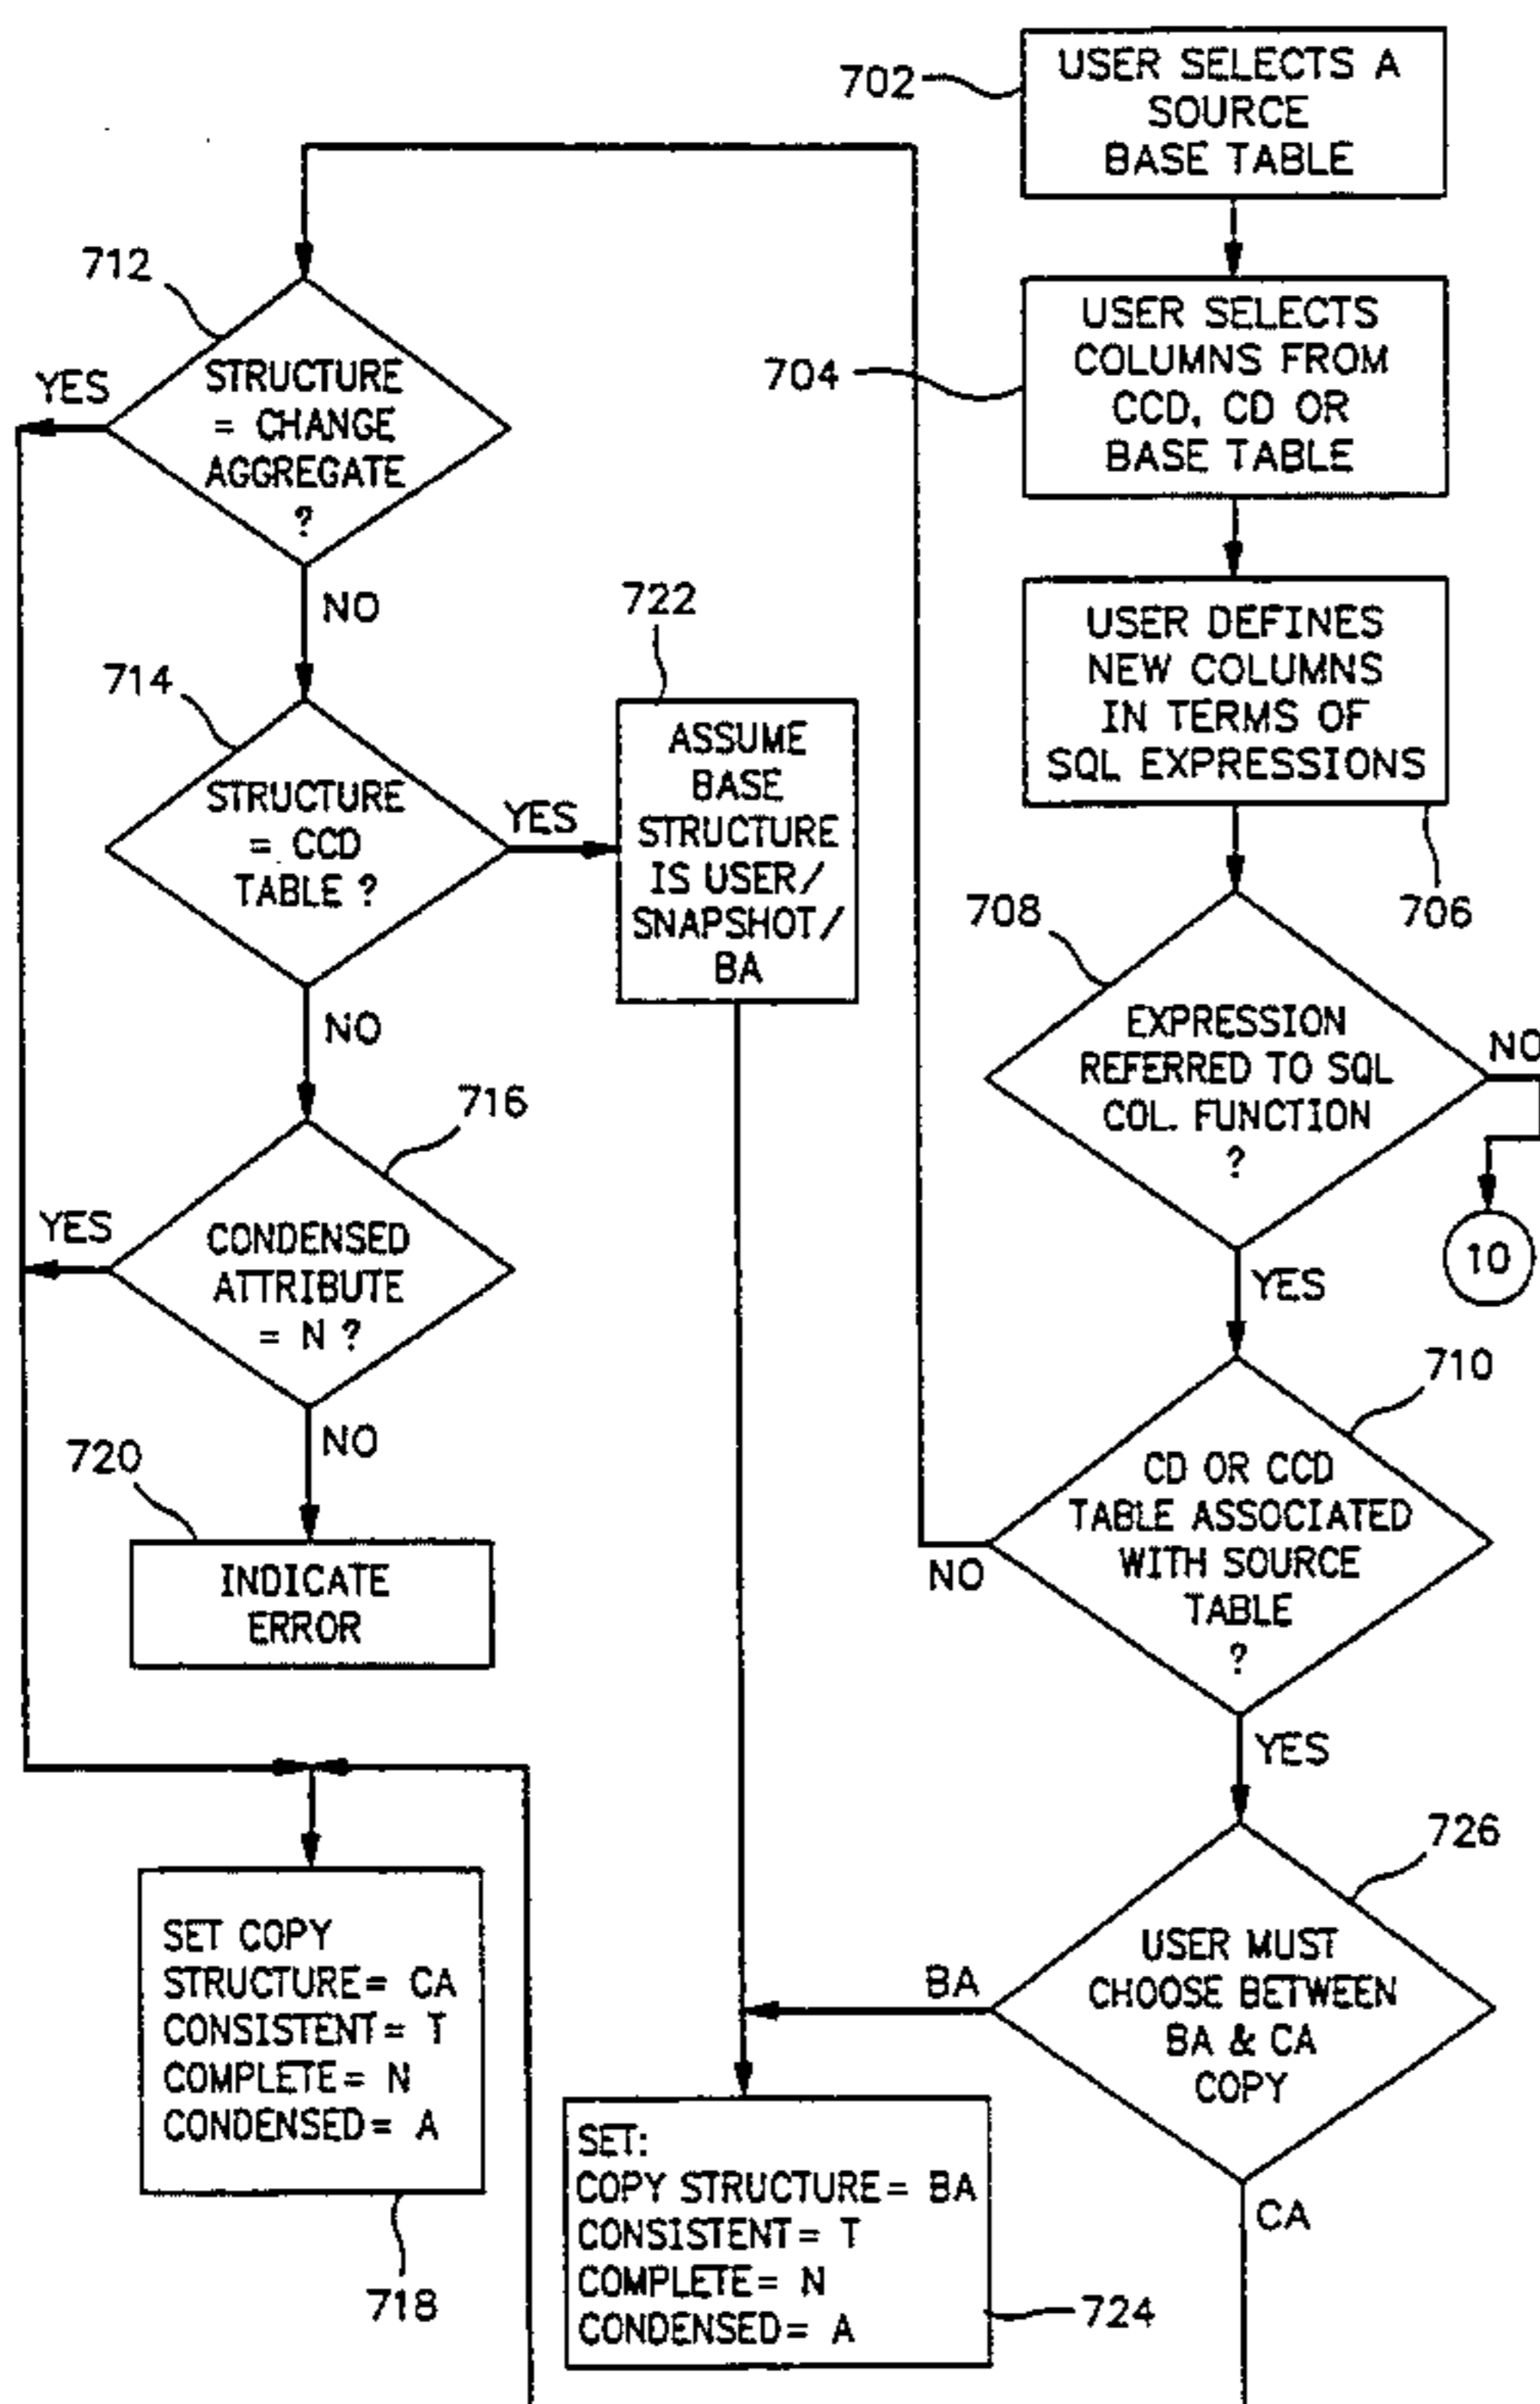 702
USER SELECTS A
SOURCE
BASE TABLE
704
USER SELECTS
COLUMNS FROM
CCD, CD OR
BASE TABLE
USER DEFINES
NEW COLUMNS
IN TERMS OF
SQL EXPRESSIONS
706
708
EXPRESSION
REFERRED TO SQL
COL. FUNCTION
?
NO
10
YES
710
CD OR CCD
TABLE ASSOCIATED
WITH SOURCE
TABLE
?
NO
YES
712
STRUCTURE
= CHANGE
AGGREGATE
?
YES
NO
714
STRUCTURE
= CCD
TABLE ?
YES
NO
722
ASSUME
BASE
STRUCTURE
IS USER/
SNAPSHOT/
BA
716
CONDENSED
ATTRIBUTE
= N ?
YES
NO
720
INDICATE
ERROR
726
USER MUST
CHOOSE BETWEEN
BA & CA
COPY
BA
CA
SET COPY
STRUCTURE= CA
CONSISTENT= T
COMPLETE= N
CONDENSED= A
718
SET:
COPY STRUCTURE= BA
CONSISTENT= T
COMPLETE= N
CONDENSED= A
724